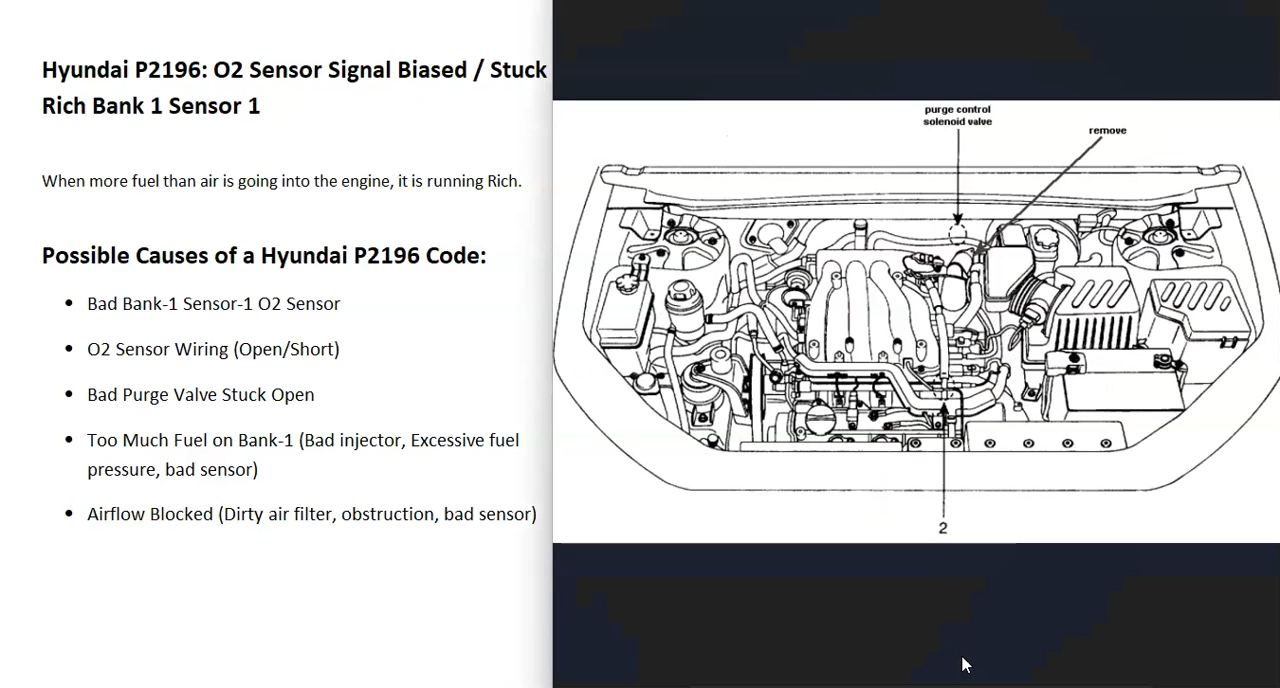 Hyundai P2196: O2 Sensor Signal Biased / Stuck
Rich Bank 1 Sensor 1
When more fuel than air is going into the engine, it is running Rich.
Possible Causes of a Hyundai P2196 Code:
• Bad Bank-1 Sensor-1 O2 Sensor
• O2 Sensor Wiring (Open/Short)
• Bad Purge Valve Stuck Open
• Too Much Fuel on Bank-1 (Bad injector, Excessive fuel
pressure, bad sensor)
• Airflow Blocked (Dirty air filter, obstruction, bad sensor)
purge control
solenoid valve
remove
2